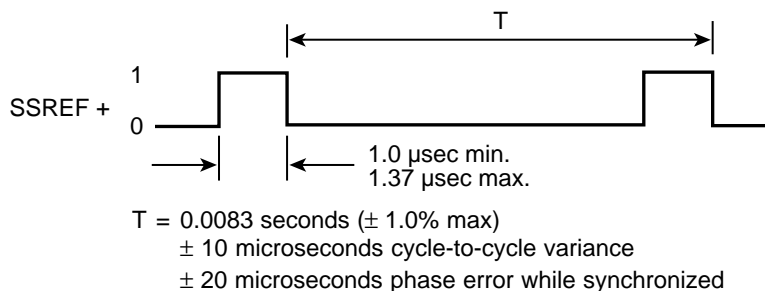 T
1
SSREF +
0
1.0 µsec min.
1.37 µsec max.
T = 0.0083 seconds (± 1.0% max)
± 10 microseconds cycle-to-cycle variance
± 20 microseconds phase error while synchronized